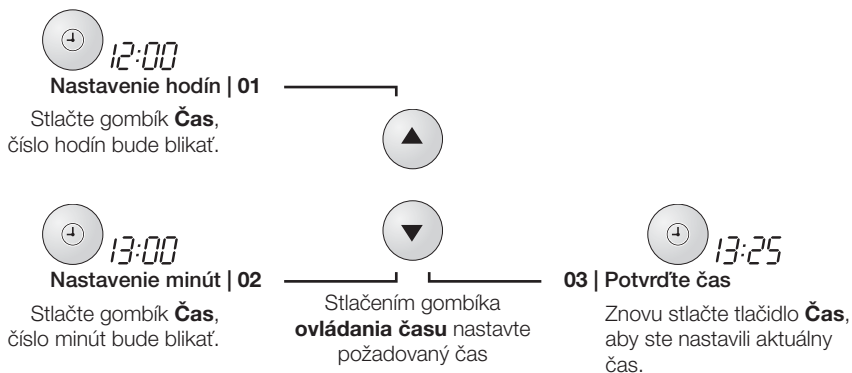 12:00
Nastavenie hodín | 01
Stlačte gombík Čas,
číslo hodín bude blikať.
13:00
Nastavenie minút | 02
Stlačte gombík Čas,
číslo minút bude blikať.
Stlačením gombíka
ovládania času nastavte
požadovaný čas
13:25
03 | Potvrďte čas
Znovu stlačte tlačidlo Čas,
aby ste nastavili aktuálny
čas.